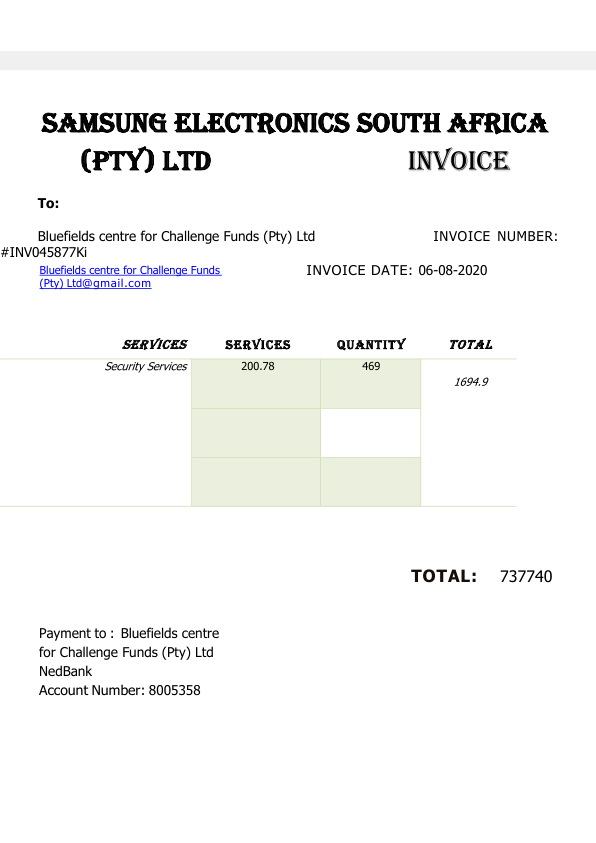 SAMSUNG ELECTRONICS SOUTH AFRICA
(PTY) LTD INVOICE
To:
Bluefields centre for Challenge Funds (Pty) Ltd INVOICE NUMBER:
#INV045877Ki
Bluefields centre for Challenge Funds INVOICE DATE: 06-08-2020
(Pty) Ltd@gmail.com
SERVICES SERVICES QUANTITY TOTAL
Security Services 200.78 469
1694.9
TOTAL: 737740
Payment to : Bluefields centre
for Challenge Funds (Pty) Ltd
NedBank
Account Number: 8005358